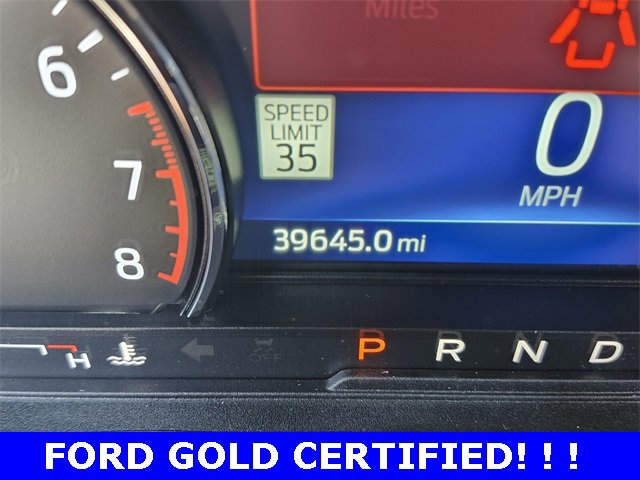 Miles
6
7
8
SPEED
LIMIT
35
0
MPH
39645.0 mi
H
OFF
P R N D
FORD GOLD CERTIFIED! ! !